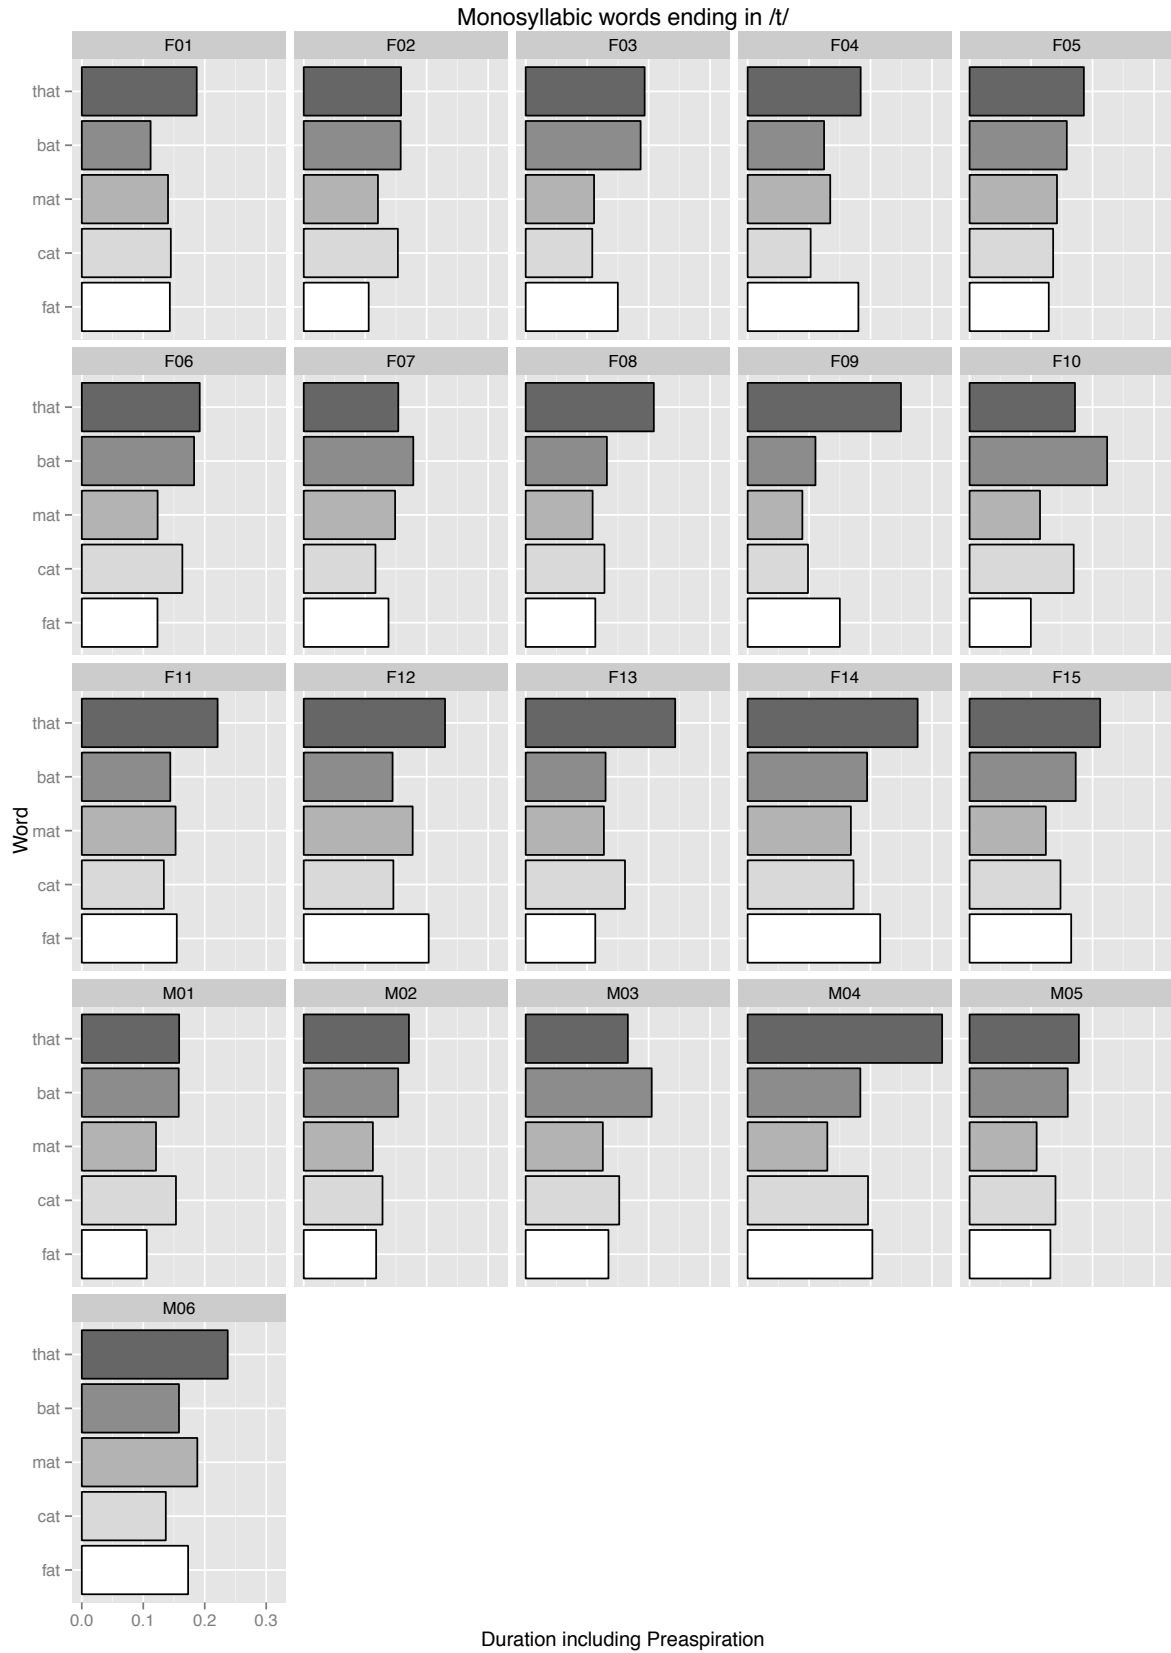 Monosyllabic words ending in /t/
F01 F02 F03 F04 F05
that
bat
mat
cat
fat
F06 F07 F08 F09 F10
that
bat
mat
cat
fat
F11 F12 F13 F14 F15
that
bat
mat
cat
fat
Word
M01 M02 M03 M04 M05
that
bat
mat
cat
fat
M06
that
bat
mat
cat
fat
0.0 0.1 0.2 0.3
Duration including Preaspiration